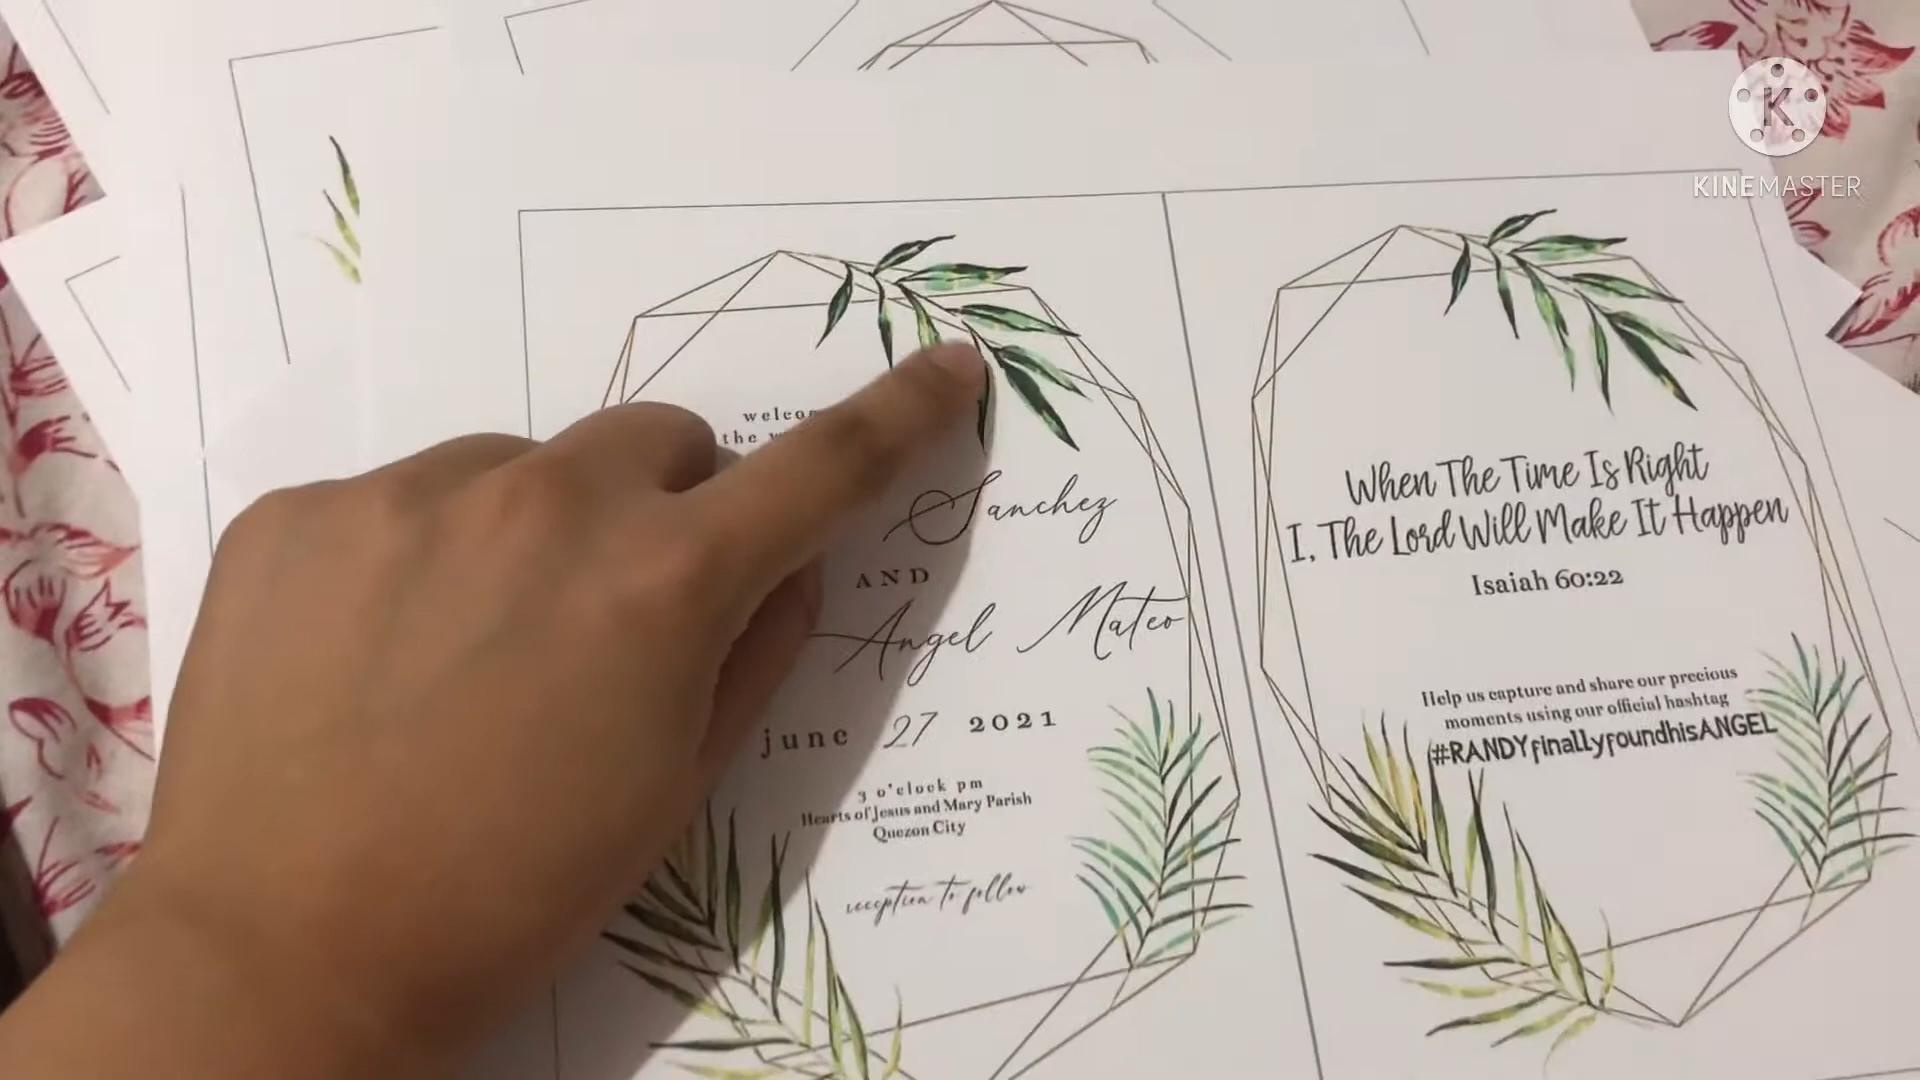 the
Sanchez
AND
Angel Mateo
june 27 2021
3 o'clock pm
Hearts of Jesus and Mary Parish
Quezon City
reception to follow
When The Time Is Right
I, The Lord Will Make It Happen
Isaiah 60:22
Help us capture and share our precious
moments using our official hashtag
#RANDYfinallyfoundhisANGEL
K
KINEMASTER